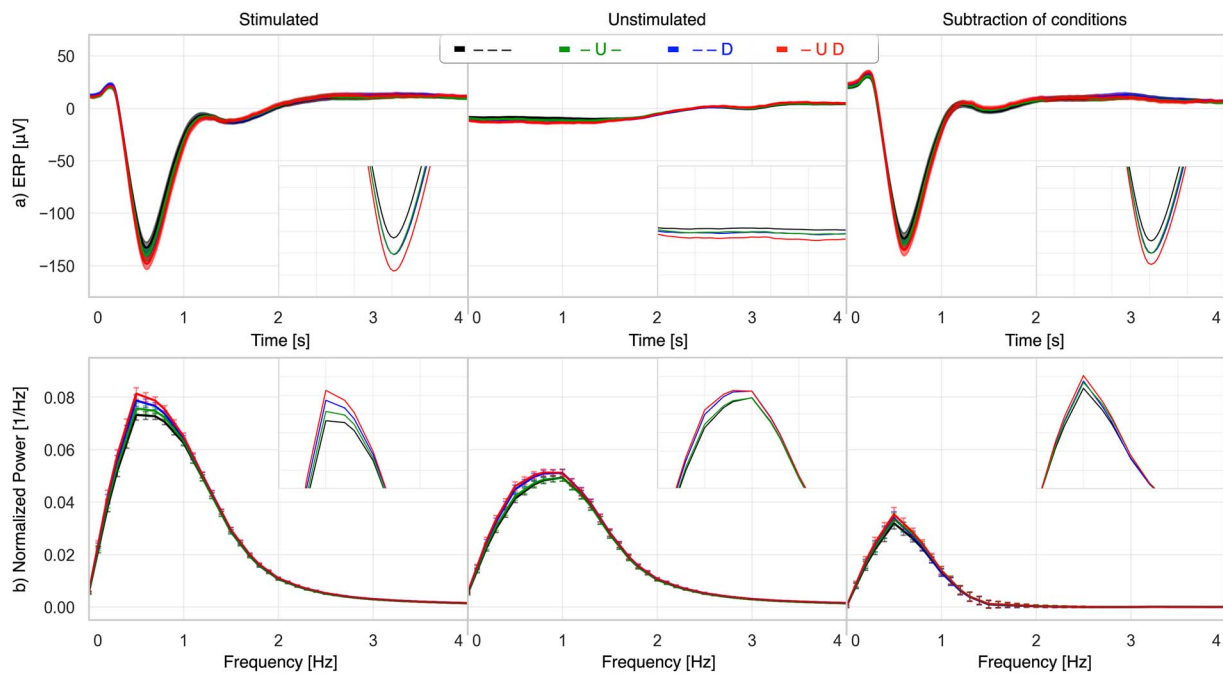 Stimulated Unstimulated Subtraction of conditions
– – – – U – – – D – U D
a) ERP [µV]
50
0
−50
−100
−150
0 1 2 3 4 0 1 2 3 4 0 1 2 3 4
Time [s] Time [s] Time [s]
b) Normalized Power [1/Hz]
0.08
0.06
0.04
0.02
0.00
0 1 2 3 4 0 1 2 3 4 0 1 2 3 4
Frequency [Hz] Frequency [Hz] Frequency [Hz]